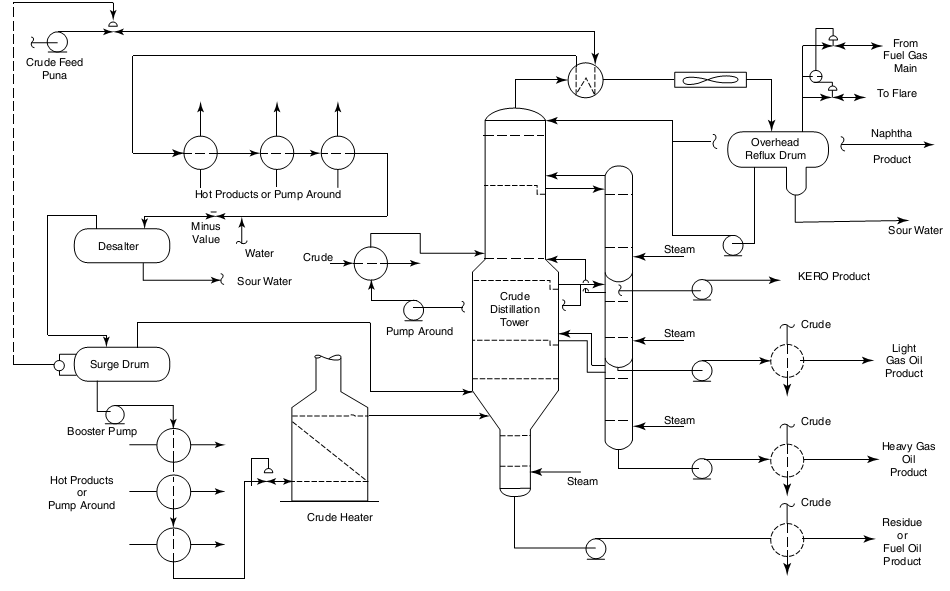 Crude Feed
Puna
From
Fuel Gas
Main
To Flare
Naphtha
Product
Overhead
Reflux Drum
Hot Products or Pump Around
Minus
Value
Water
Desalter
Sour Water
Sour Water
Steam
Crude
KERO Product
Crude
Distillation
Tower
Pump Around
Crude
Steam
Light
Gas Oil
Product
Surge Drum
Booster Pump
Crude
Steam
Heavy Gas
Oil
Product
Hot Products
or
Pump Around
Steam
Crude
Crude Heater
Residue
or
Fuel Oil
Product